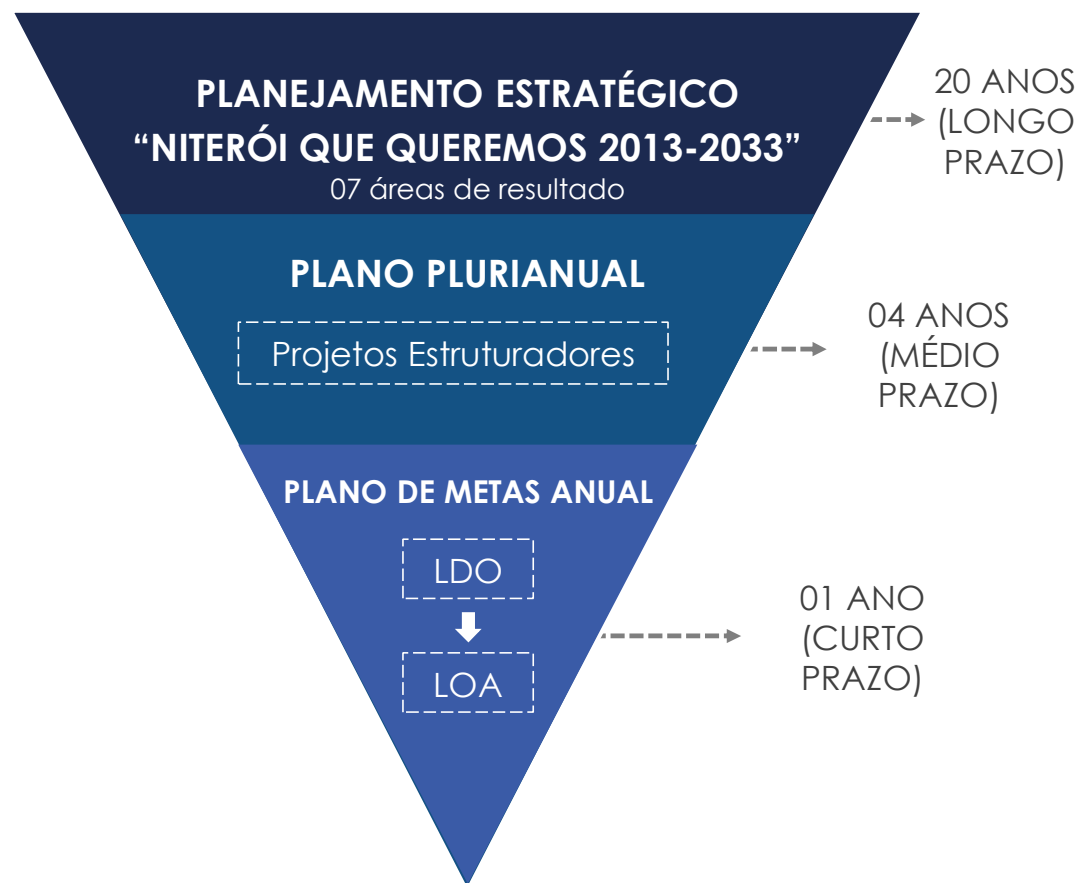 PLANEJAMENTO ESTRATÉGICO
“NITERÓI QUE QUEREMOS 2013-2033”
07 áreas de resultado
20 ANOS
(LONGO
PRAZO)
PLANO PLURIANUAL
Projetos Estruturadores
04 ANOS
(MÉDIO
PRAZO)
PLANO DE METAS ANUAL
LDO
LOA
01 ANO
(CURTO
PRAZO)